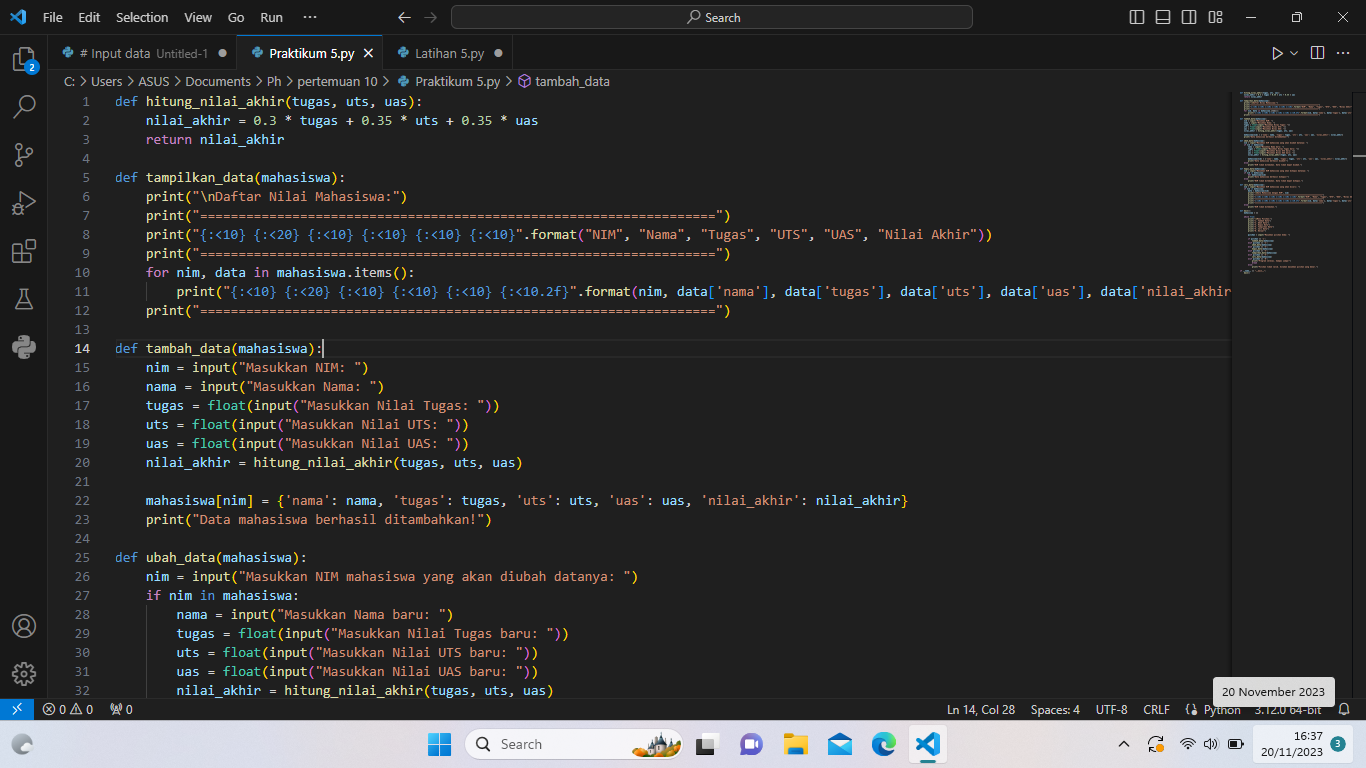 File Edit Selection View Go Run ··· Search
# Input data Untitled-1 Praktikum 5.py Latihan 5.py
C: > Users > ASUS > Documents > Ph > pertemuan 10 > Praktikum 5.py > tambah_data
2
1 def hitung_nilai_akhir(tugas, uts, uas):
2     nilai_akhir = 0.3 * tugas + 0.35 * uts + 0.35 * uas
3     return nilai_akhir
4
5 def tampilkan_data(mahasiswa):
6     print("\nDaftar Nilai Mahasiswa:")
7     print("===================================================================")
8     print("{:<10} {:<20} {:<10} {:<10} {:<10} {:<10}".format("NIM", "Nama", "Tugas", "UTS", "UAS", "Nilai Akhir"))
9     print("===================================================================")
10     for nim, data in mahasiswa.items():
11         print("{:<10} {:<20} {:<10} {:<10} {:<10} {:<10.2f}".format(nim, data['nama'], data['tugas'], data['uts'], data['uas'], data['nilai_akhir
12     print("===================================================================")
13
14 def tambah_data(mahasiswa):
15     nim = input("Masukkan NIM: ")
16     nama = input("Masukkan Nama: ")
17     tugas = float(input("Masukkan Nilai Tugas: "))
18     uts = float(input("Masukkan Nilai UTS: "))
19     uas = float(input("Masukkan Nilai UAS: "))
20     nilai_akhir = hitung_nilai_akhir(tugas, uts, uas)
21
22     mahasiswa[nim] = {'nama': nama, 'tugas': tugas, 'uts': uts, 'uas': uas, 'nilai_akhir': nilai_akhir}
23     print("Data mahasiswa berhasil ditambahkan!")
24
25 def ubah_data(mahasiswa):
26     nim = input("Masukkan NIM mahasiswa yang akan diubah datanya: ")
27     if nim in mahasiswa:
28         nama = input("Masukkan Nama baru: ")
29         tugas = float(input("Masukkan Nilai Tugas baru: "))
30         uts = float(input("Masukkan Nilai UTS baru: "))
31         uas = float(input("Masukkan Nilai UAS baru: "))
32         nilai_akhir = hitung_nilai_akhir(tugas, uts, uas)
20 November 2023
0 0 0 Ln 14, Col 28 Spaces: 4 UTF-8 CRLF Python 3.12.0 64-bit
Search
16:37
20/11/2023 3